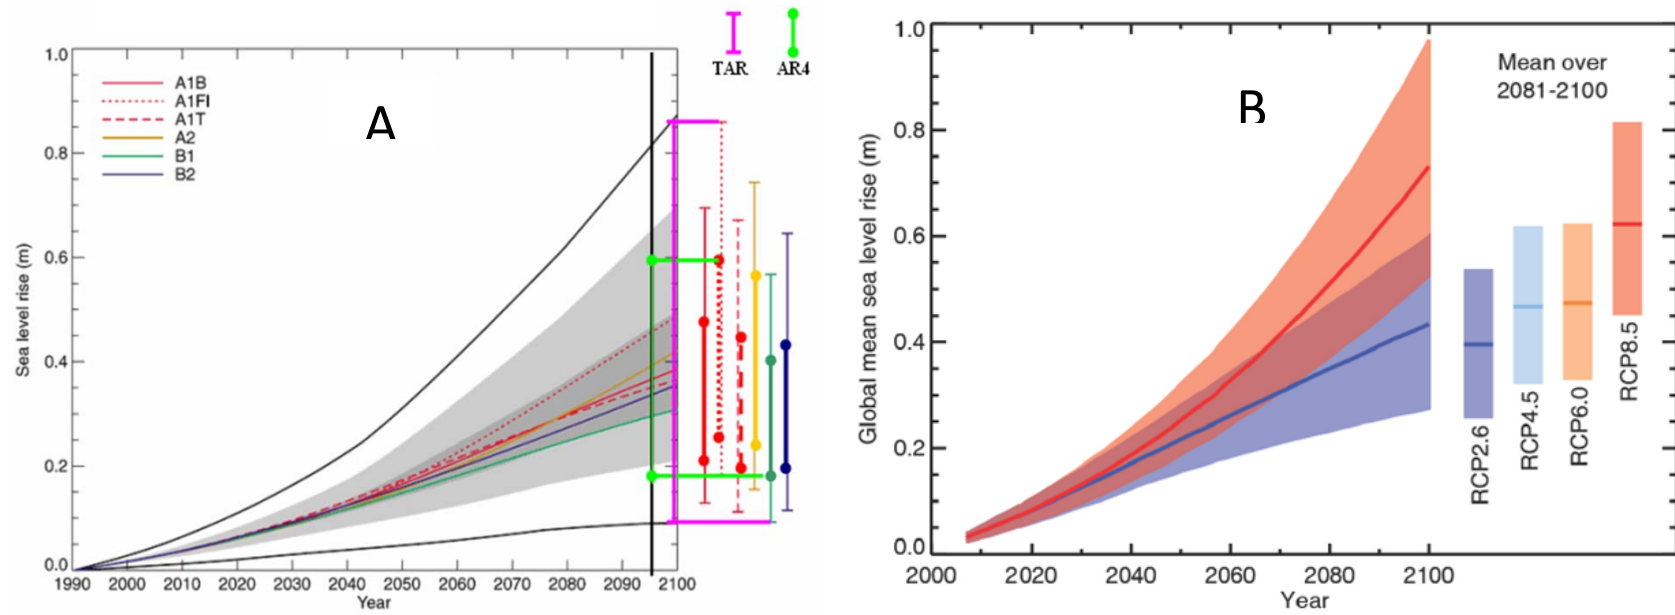 TAR AR4
1.0
0.8
0.6
0.4
0.2
0.0
Sea level rise (m)
A1B
A1FI
A1T
A2
B1
B2
A
1990 2000 2010 2020 2030 2040 2050 2060 2070 2080 2090 2100
Year
1.0
0.8
0.6
0.4
0.2
0.0
Global mean sea level rise (m)
B
Mean over
2081-2100
RCP2.6
RCP4.5
RCP6.0
RCP8.5
2000 2020 2040 2060 2080 2100
Year